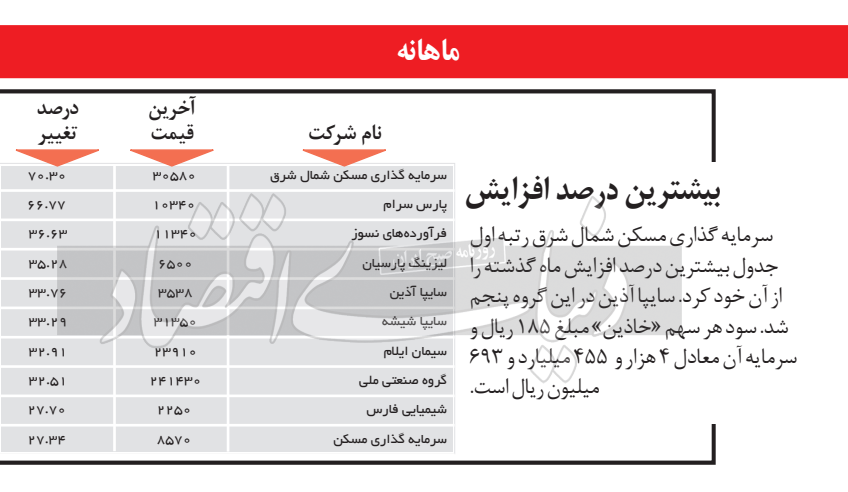 ماهانه
بیشترین درصد افزایش
سرمایه گذاری مسکن شمال شرق رتبه اول
جدول بیشترین درصد افزایش ماه گذشته را
از آن خود کرد. سایپا آذین در این گروه پنجم
شد. سود هر سهم «خاذین» مبلغ ۱۸۵ ریال و
سرمایه آن معادل ۴ هزار و ۴۵۵ میلیارد و ۶۹۳
میلیون ریال است.
نام شرکت آخرین قیمت درصد تغییر
سرمایه گذاری مسکن شمال شرق ۳۰۵۸۰ ۷۰.۳۰
پارس سرام ۱۰۳۴۰ ۶۶.۷۷
فرآورده‌های نسوز ۱۱۳۴۰ ۳۶.۶۳
لیزینگ پارسیان ۶۵۰۰ ۳۵.۲۸
سایپا آذین ۳۵۳۸ ۳۳.۷۶
سایپا شیشه ۳۱۳۵۰ ۳۳.۲۹
سیمان ایلام ۲۳۹۱۰ ۳۲.۹۱
گروه صنعتی ملی ۲۴۱۴۳۰ ۳۲.۵۱
شیمیایی فارس ۲۲۵۰ ۲۷.۷۰
سرمایه گذاری مسکن ۸۵۷۰ ۲۷.۳۴
روزنامه صبح ایران
دنیای اقتصاد